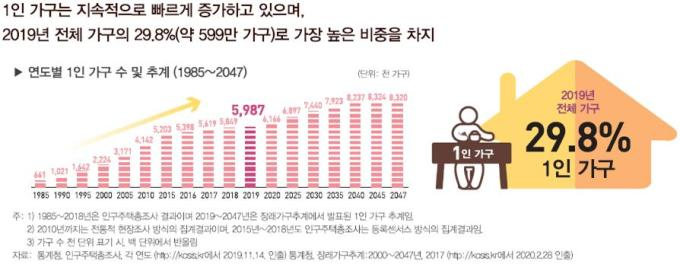 1인 가구는 지속적으로 빠르게 증가하고 있으며,
2019년 전체 가구의 29.8%(약 599만 가구)로 가장 높은 비중을 차지
▶ 연도별 1인 가구 수 및 추계 (1985~2047)
(단위: 천 가구)
661 1,021 1,642 2,224 3,171 4,142 5,203 5,398 5,619 5,849 5,987 6,166 6,897 7,440 7,923 8,237 8,324 8,320
1985 1990 1995 2000 2005 2010 2015 2016 2017 2018 2019 2020 2025 2030 2035 2040 2045 2047
2019년
전체 가구
29.8%
1인 가구
1인 가구
주: 1) 1985~2018년은 인구주택총조사 결과이며 2019~2047년은 장래가구추계에서 발표된 1인 가구 추계임.
2) 2010년까지는 전통적 현장조사 방식의 집계결과이며, 2015년~2018년도 인구주택총조사는 등록센서스 방식의 집계결과임.
3) 가구 수 천 단위 표기 시, 백 단위에서 반올림
자료: 통계청, 인구주택총조사, 각 연도 (http://kosis.kr에서 2019.11.14. 인출) 통계청, 장래가구추계: 2000~2047년, 2017 (http://kosis.kr에서 2020.2.28 인출)